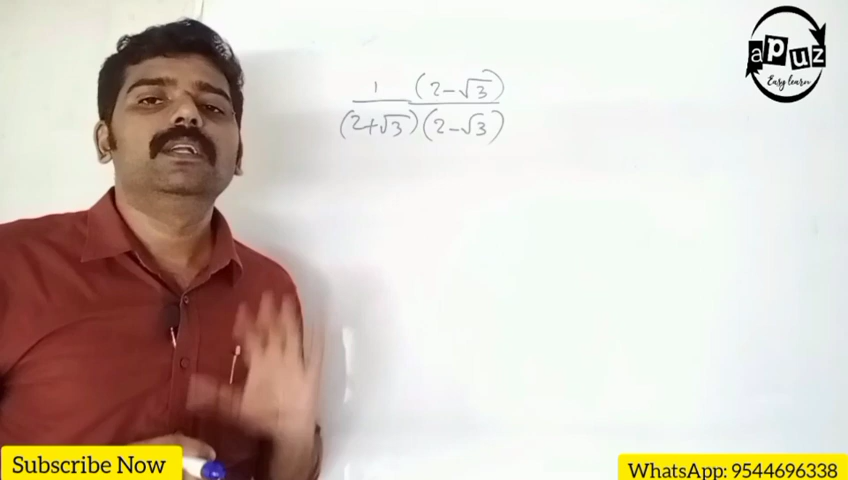 1 (2-√3)
(2+√3)(2-√3)
apuz
Easy learn
Subscribe Now
WhatsApp: 9544696338